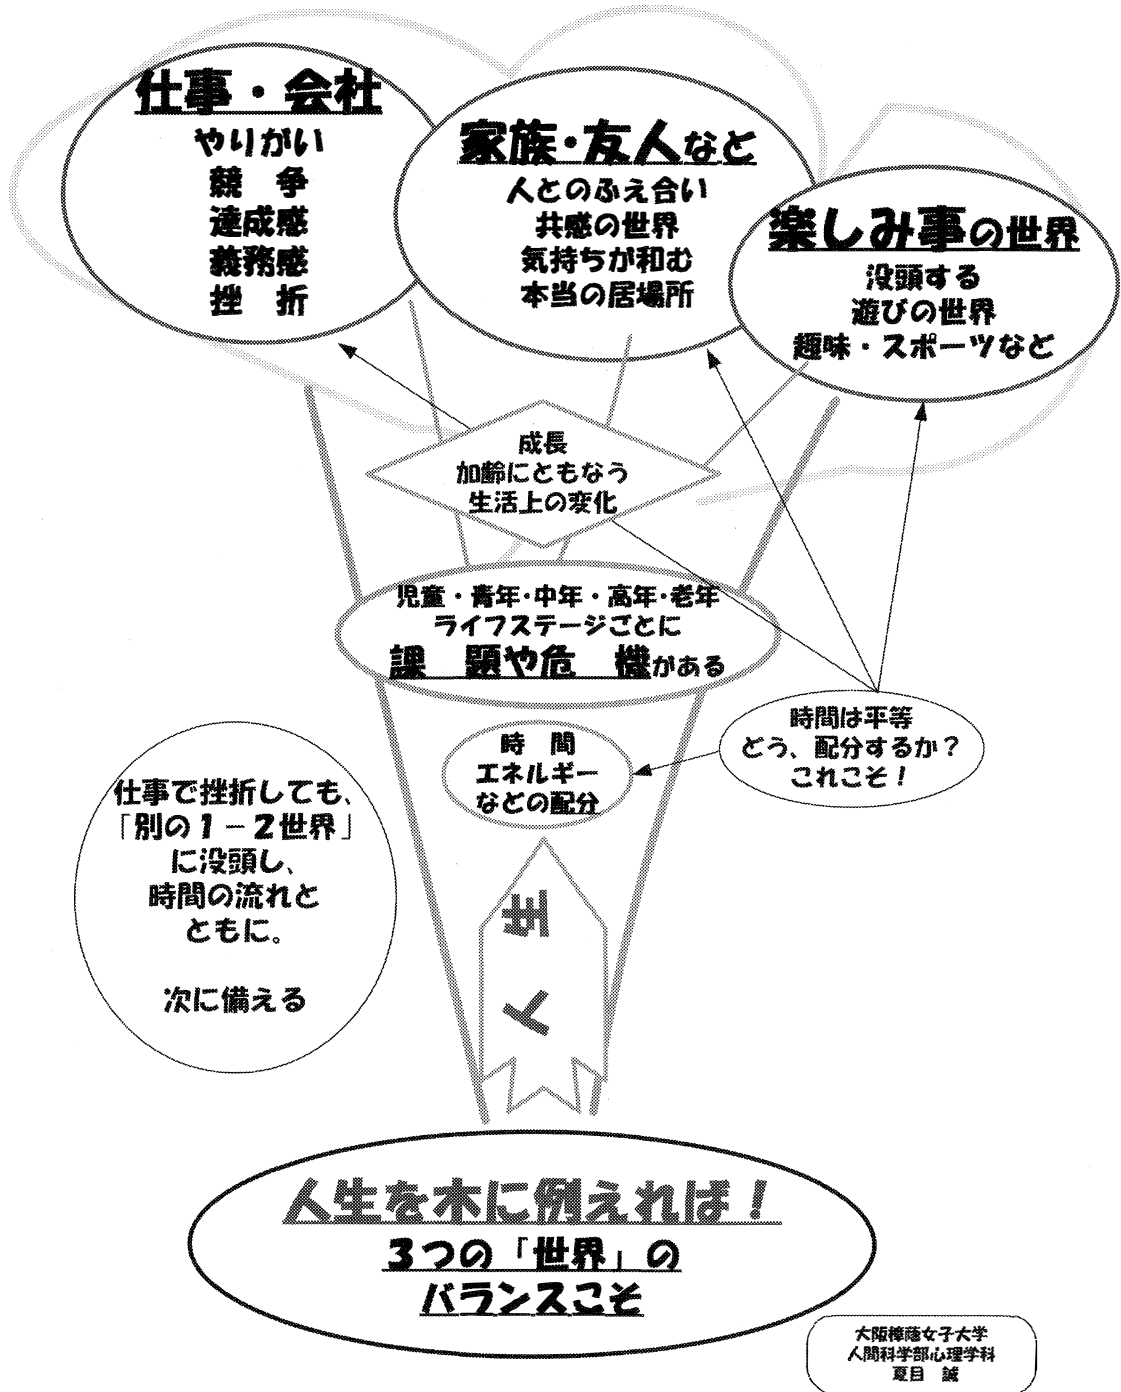 仕事・会社
やりがい
競　争
達成感
義務感
挫　折
家族・友人など
人とのふえ合い
共感の世界
気持ちが和む
本当の居場所
楽しみ事の世界
没頭する
遊びの世界
趣味・スポーツなど
成長
加齢にともなう
生活上の変化
児童・青年・中年・高年・老年
ライフステージごとに
課　題や危　機がある
時間は平等
どう、配分するか？
これこそ！
時　間
エネルギー
などの配分
仕事で挫折しても、
「別の１－２世界」
に没頭し、
時間の流れと
ともに。
次に備える
人生
人生を木に例えれば！
３つの「世界」の
バランスこそ
大阪樟蔭女子大学
人間科学部心理学科
夏目　誠